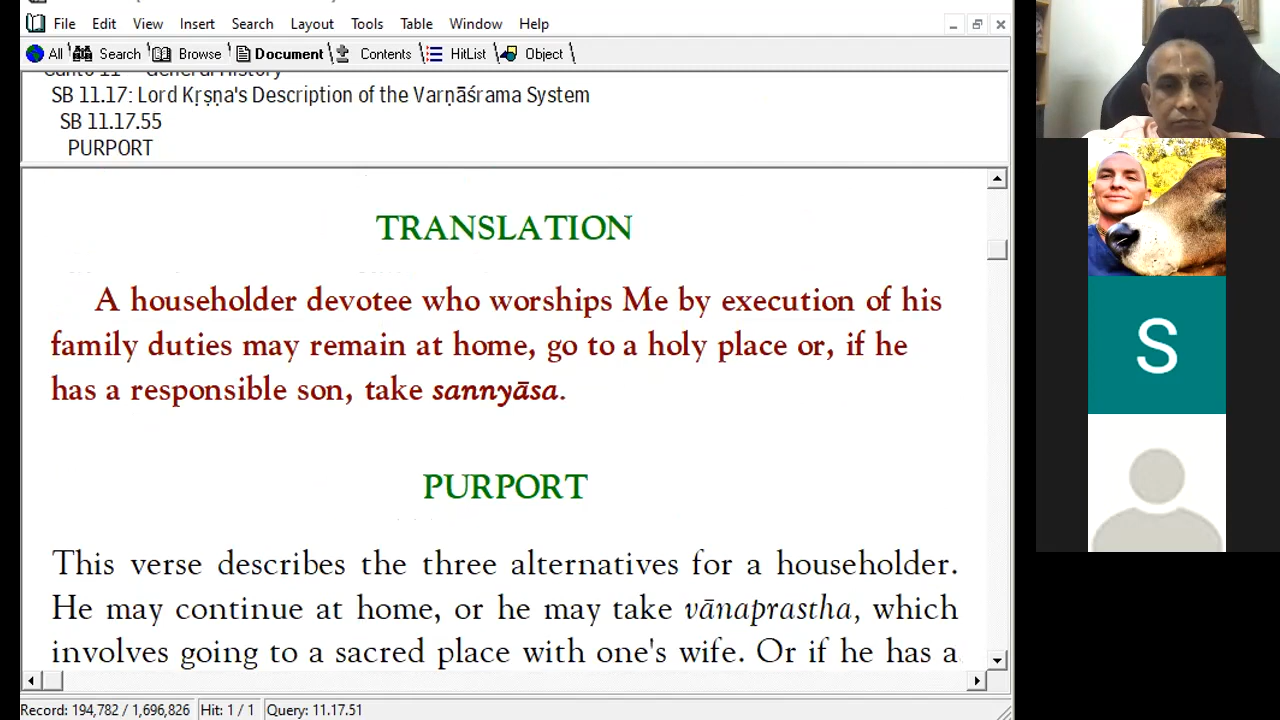 File Edit View Insert Search Layout Tools Table Window Help
All Search Browse Document Contents HitList Object
Canto 11 General History
SB 11.17: Lord Kṛṣṇa's Description of the Varṇāśrama System
SB 11.17.55
PURPORT
TRANSLATION
A householder devotee who worships Me by execution of his
family duties may remain at home, go to a holy place or, if he
has a responsible son, take sannyāsa.
PURPORT
This verse describes the three alternatives for a householder.
He may continue at home, or he may take vānaprastha, which
involves going to a sacred place with one's wife. Or if he has a
Record: 194,782 / 1,696,826 Hit: 1 / 1 Query: 11.17.51
S